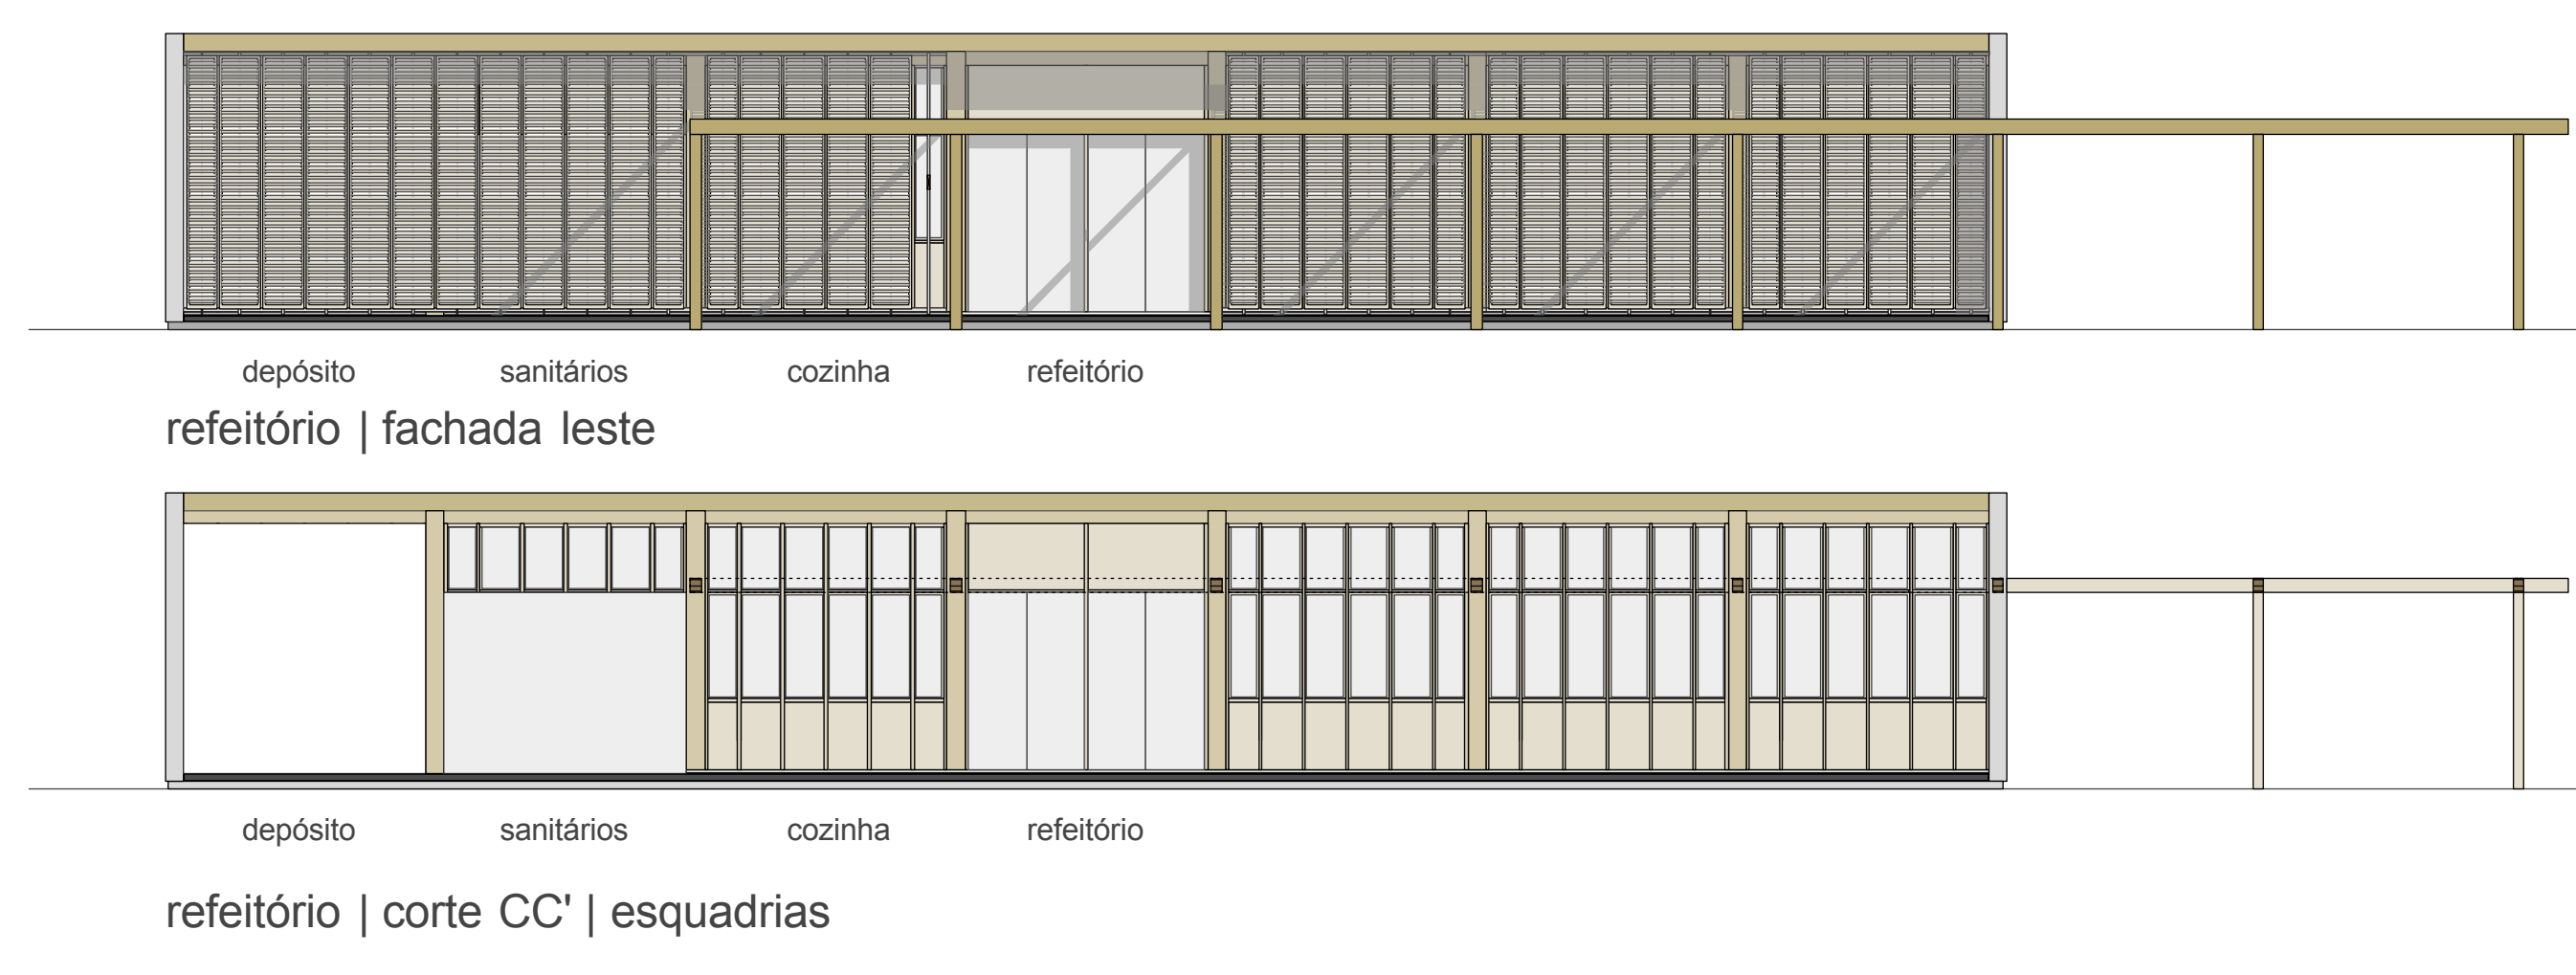 depósito sanitários cozinha refeitório
refeitório | fachada leste
depósito sanitários cozinha refeitório
refeitório | corte CC' | esquadrias